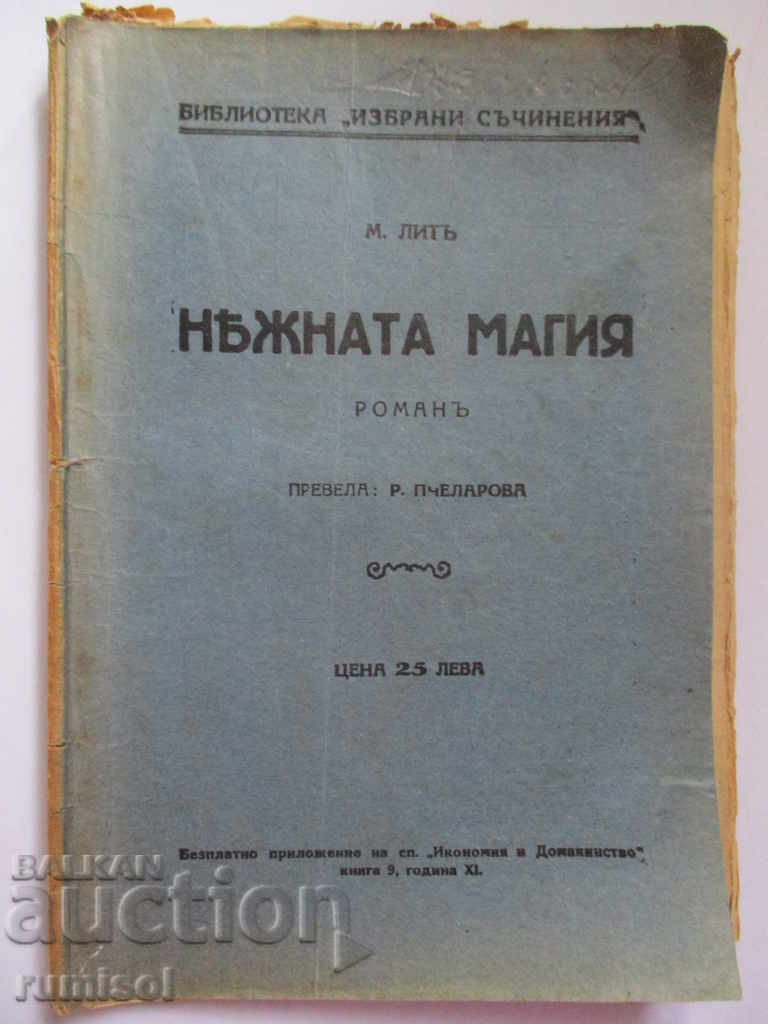 БИБЛИОТЕКА „ИЗБРАНИ СЪЧИНЕНИЯ“
М. ЛИТЪ
НѢЖНАТА МАГИЯ
РОМАНЪ
ПРЕВЕЛА: Р. ПЧЕЛАРОВА
ЦЕНА 25 ЛЕВА
Безплатно приложение на сп. „Икономия и Домакинство“
книга 9, година XI.
BALKAN
auction
rumisol